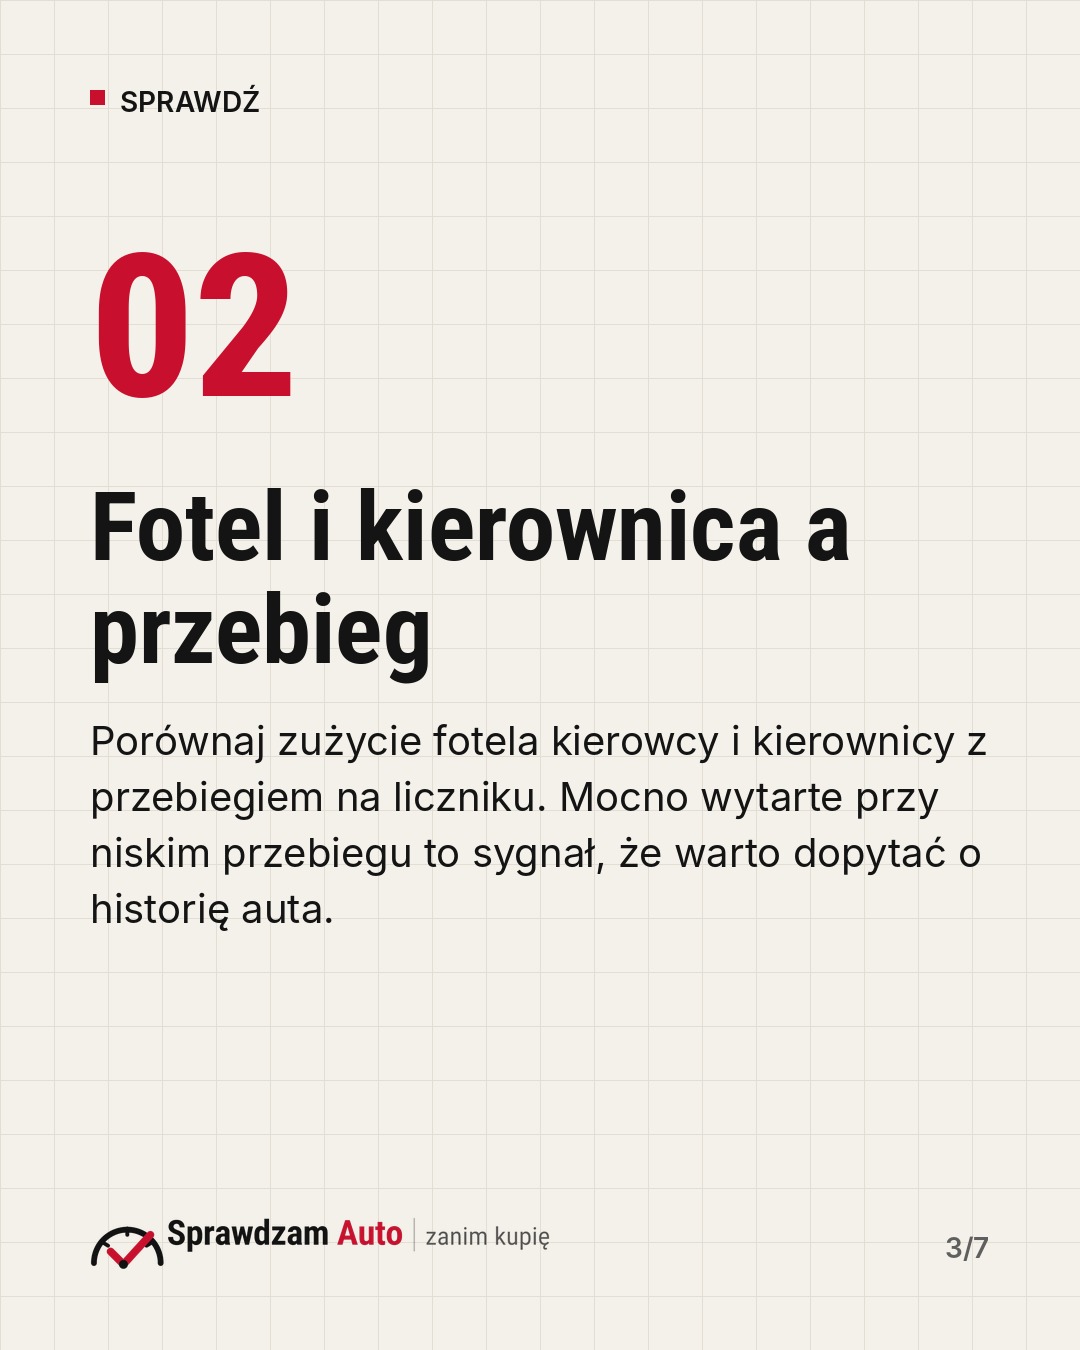 SPRAWDŹ
02
Fotel i kierownica a
przebieg
Porównaj zużycie fotela kierowcy i kierownicy z
przebiegiem na liczniku. Mocno wytarte przy
niskim przebiegu to sygnał, że warto dopytać o
historię auta.
Sprawdzam Auto zanim kupię
3/7